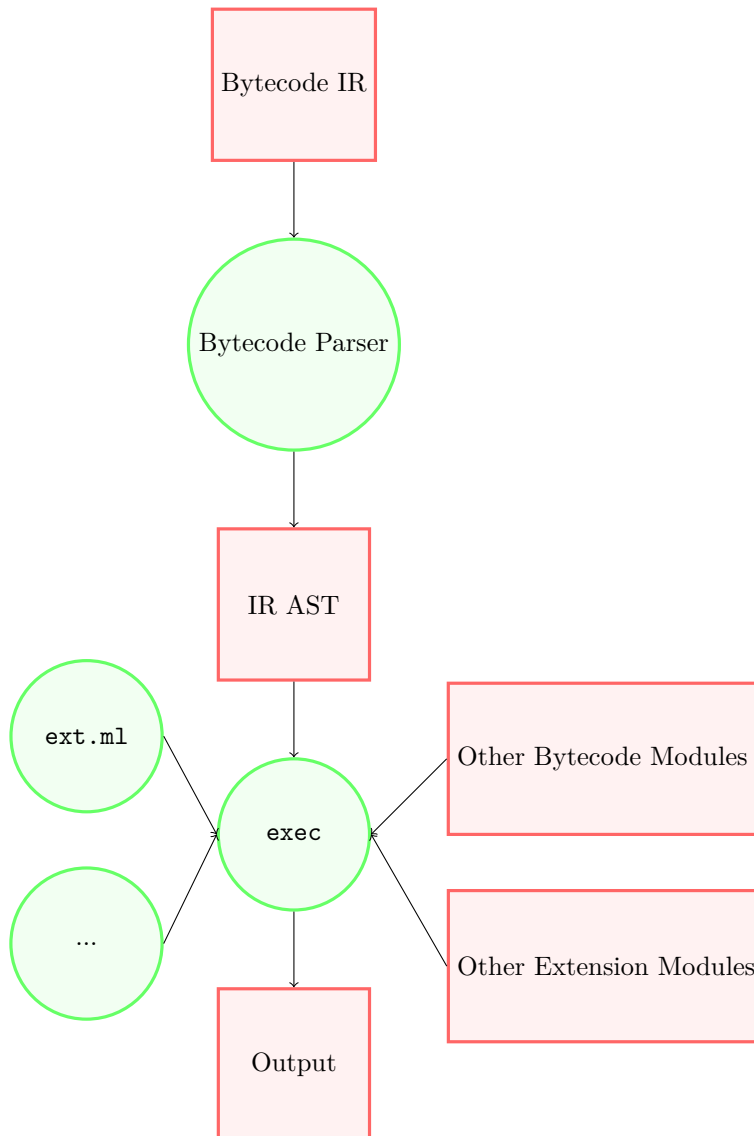 Bytecode IR
Bytecode Parser
IR AST
ext.ml
Other Bytecode Modules
exec
...
Other Extension Modules
Output